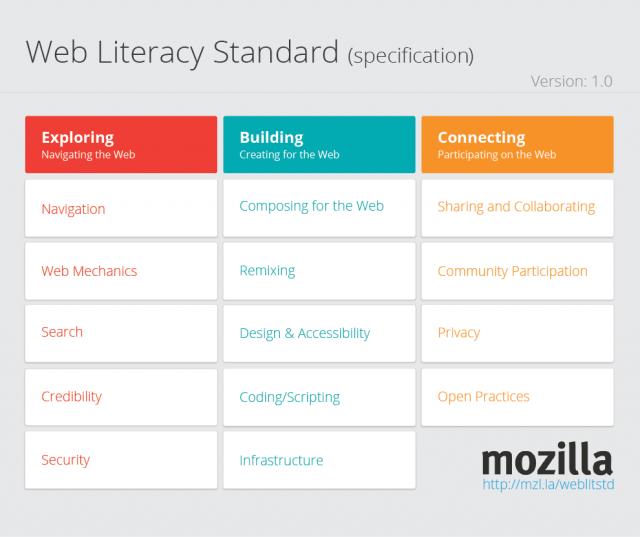 Web Literacy Standard (specification)
Version: 1.0
Exploring
Navigating the Web
Navigation
Web Mechanics
Search
Credibility
Security
Building
Creating for the Web
Composing for the Web
Remixing
Design & Accessibility
Coding/Scripting
Infrastructure
Connecting
Participating on the Web
Sharing and Collaborating
Community Participation
Privacy
Open Practices
mozilla
http://mzl.la/weblitstd